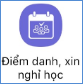 Điểm danh, xin
nghỉ học